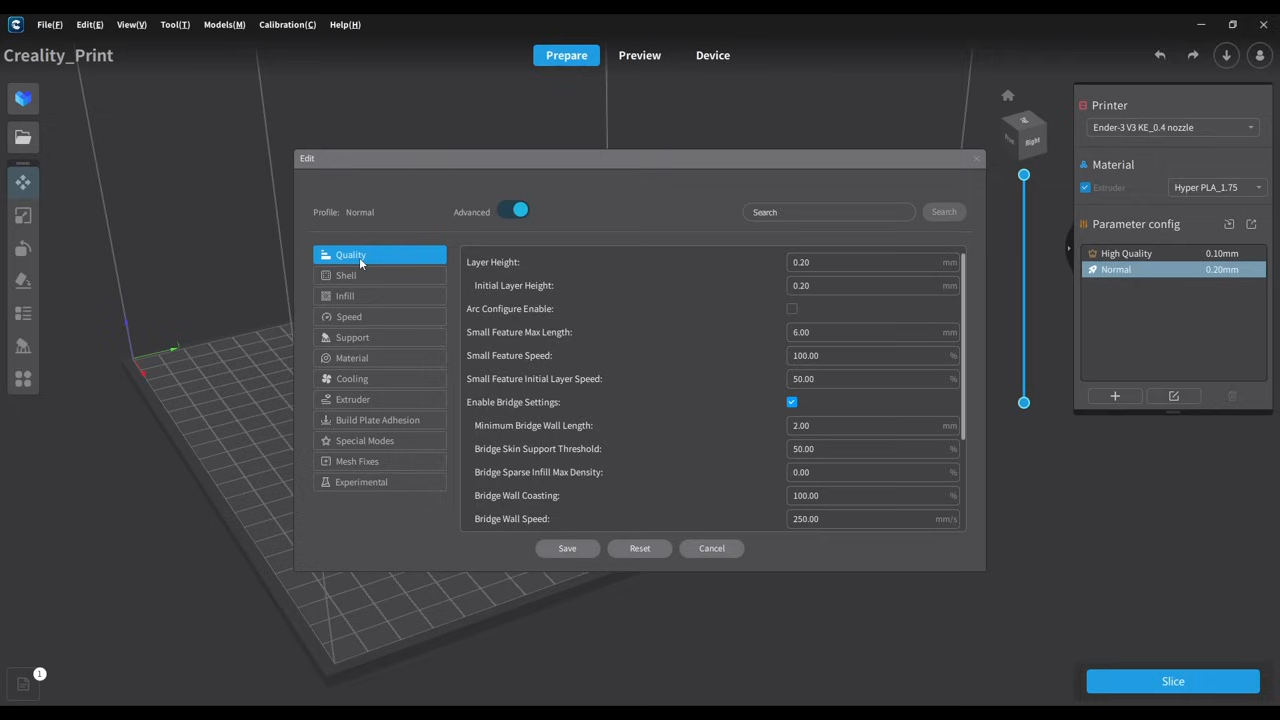 File(F) Edit(E) View(V) Tool(T) Models(M) Calibration(C) Help(H)
Creality_Print
Prepare Preview Device
Printer
Ender-3 V3 KE_0.4 nozzle
Material
Extruder Hyper PLA_1.75
Parameter config
High Quality 0.10mm
Normal 0.20mm
Right
Edit
Profile: Normal Advanced Search Search
Quality
Shell
Infill
Speed
Support
Material
Cooling
Extruder
Build Plate Adhesion
Special Modes
Mesh Fixes
Experimental
Layer Height: 0.20 mm
Initial Layer Height: 0.20 mm
Arc Configure Enable:
Small Feature Max Length: 6.00 mm
Small Feature Speed: 100.00 %
Small Feature Initial Layer Speed: 50.00 %
Enable Bridge Settings:
Minimum Bridge Wall Length: 2.00 mm
Bridge Skin Support Threshold: 50.00 %
Bridge Sparse Infill Max Density: 0.00 %
Bridge Wall Coasting: 100.00 %
Bridge Wall Speed: 250.00 mm/s
Save Reset Cancel
1
Slice